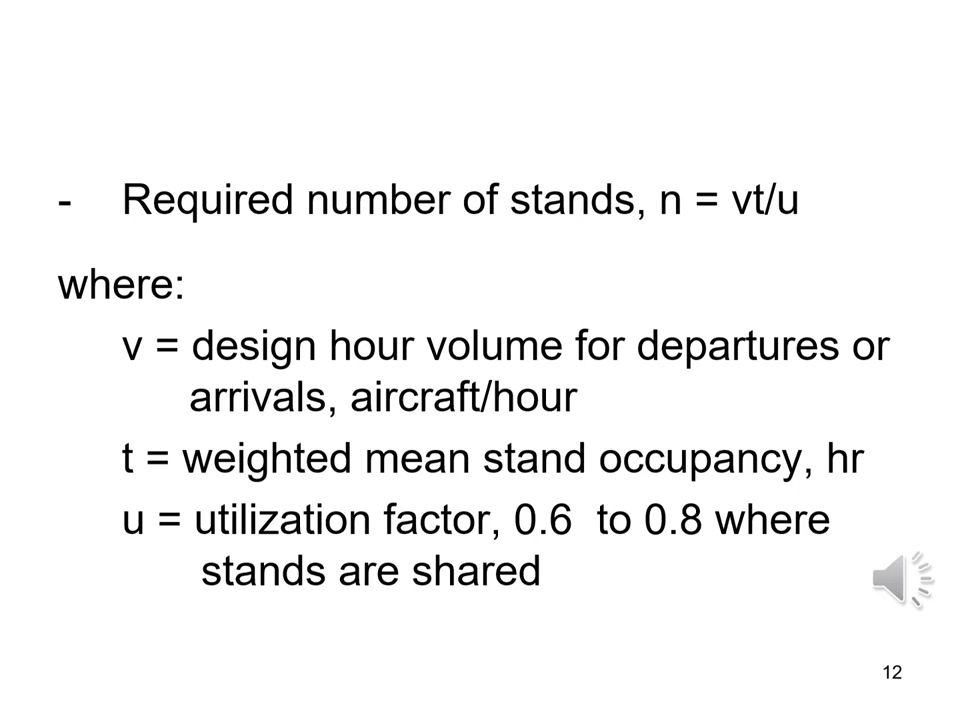 - Required number of stands, n = vt/u
where:
v = design hour volume for departures or
arrivals, aircraft/hour
t = weighted mean stand occupancy, hr
u = utilization factor, 0.6 to 0.8 where
stands are shared
12